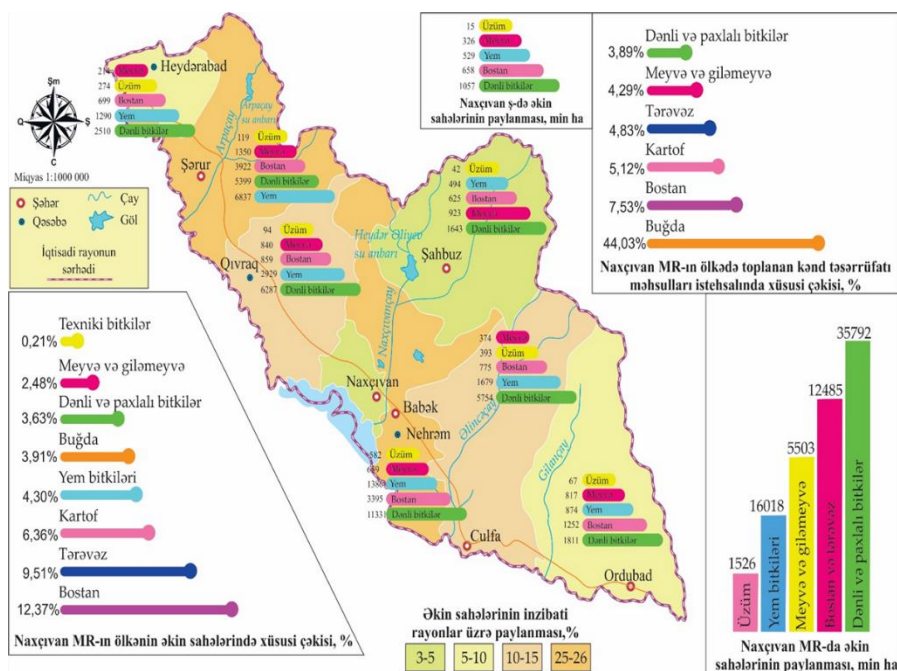 Şm
Q
Ş
C
Miqyas 1:1000 000
Şəhər
Qəsəbə
Çay
Göl
İqtisadi rayonun
sərhədi
Heydərabad
Meyvə
274 Üzüm
699 Bostan
1290 Yem
2510 Dənli bitkilər
Arpaçay
Arpaçay
su anbarı
Şərur
119 Üzüm
1350 Meyvə
3922 Bostan
5399 Dənli bitkilər
6837 Yem
Qıvraq
94 Üzüm
840 Meyvə
859 Bostan
2929 Yem
6287 Dənli bitkilər
Heydər Əliyev
su anbarı
Şahbuz
42 Üzüm
494 Yem
625 Bostan
923 Meyvə
1643 Dənli bitkilər
Naxçıvançay
Naxçıvan
Babək
Nehrəm
582 Üzüm
Meyvə
1386 Yem
3395 Bostan
11331 Dənli bitkilər
374 Meyvə
393 Üzüm
775 Bostan
1679 Yem
5754 Dənli bitkilər
Əlincəçay
Culfa
Gilançay
67 Üzüm
817 Meyvə
874 Yem
1252 Bostan
1811 Dənli bitkilər
Ordubad
15 Üzüm
326 Meyvə
529 Yem
658 Bostan
1057 Dənli bitkilər
Naxçıvan ş-də əkin
sahələrinin paylanması, min ha
Dənli və paxlalı bitkilər
3,89%
Meyvə və giləmeyvə
4,29%
Tərəvəz
4,83%
Kartof
5,12%
Bostan
7,53%
Buğda
44,03%
Naxçıvan MR-ın ölkədə toplanan kənd təsərrüfatı
məhsulları istehsalında xüsusi çəkisi, %
Texniki bitkilər
0,21%
Meyvə və giləmeyvə
2,48%
Dənli və paxlalı bitkilər
3,63%
Buğda
3,91%
Yem bitkiləri
4,30%
Kartof
6,36%
Tərəvəz
9,51%
Bostan
12,37%
Naxçıvan MR-ın ölkənin əkin sahələrində xüsusi çəkisi, %
Əkin sahələrinin inzibati
rayonlar üzrə paylanması,%
3-5 5-10 10-15 25-26
1526 Üzüm
16018 Yem bitkiləri
5503 Meyvə və giləmeyvə
12485 Bostan və tərəvəz
35792 Dənli və paxlalı bitkilər
Naxçıvan MR-da əkin
sahələrinin paylanması, min ha